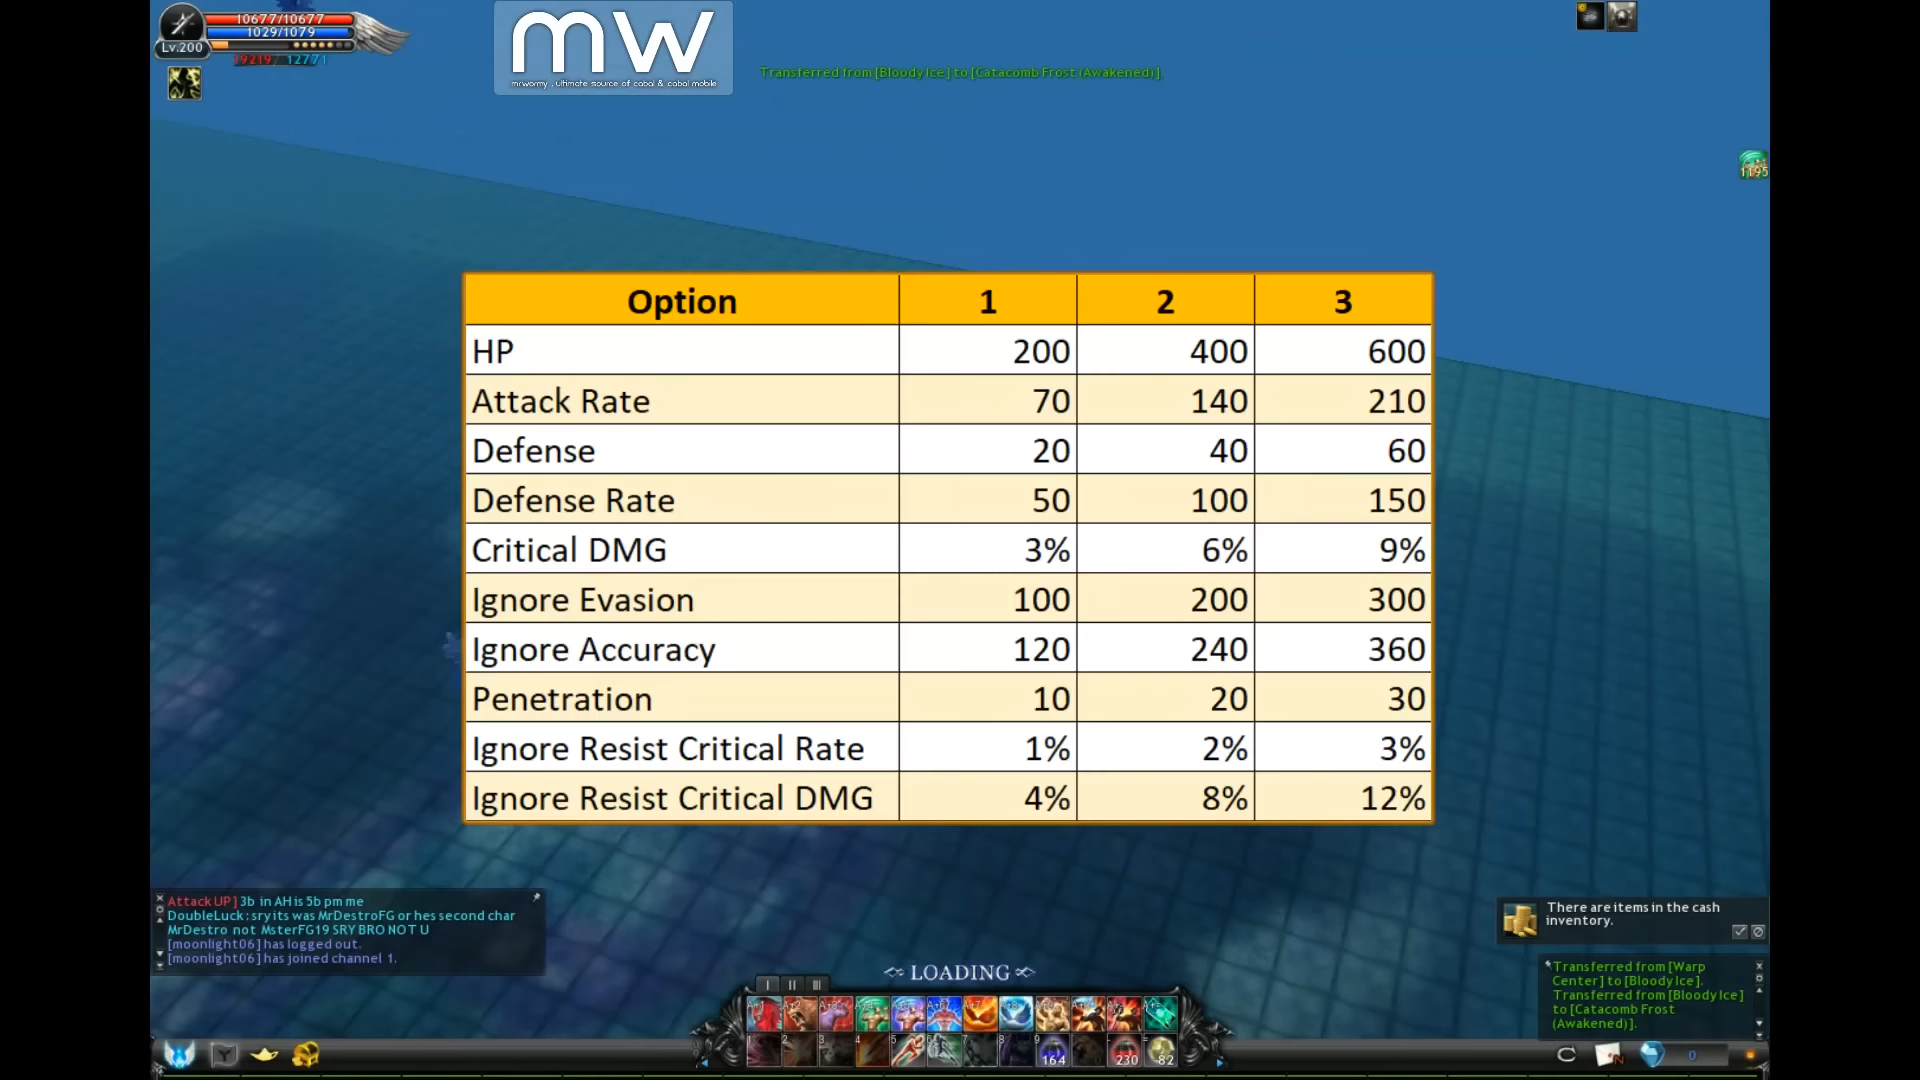 10677/10677
1029/1079
Lv.200
19219 / 12771
mw
mrwormy . ultimate source of cabal & cabal mobile
Transferred from [Bloody Ice] to [Catacomb Frost (Awakened)].
1195
Option 1 2 3
HP 200 400 600
Attack Rate 70 140 210
Defense 20 40 60
Defense Rate 50 100 150
Critical DMG 3% 6% 9%
Ignore Evasion 100 200 300
Ignore Accuracy 120 240 360
Penetration 10 20 30
Ignore Resist Critical Rate 1% 2% 3%
Ignore Resist Critical DMG 4% 8% 12%
Attack UP] 3b in AH is 5b pm me
DoubleLuck : sry its was MrDestroFG or hes second char
MrDestro not MsterFG19 SRY BRO NOT U
[moonlight06] has logged out.
[moonlight06] has joined channel 1.
There are items in the cash
inventory.
LOADING
Transferred from [Warp
Center] to [Bloody Ice].
Transferred from [Bloody Ice]
to [Catacomb Frost
(Awakened)].
I II III
164 230 82
0